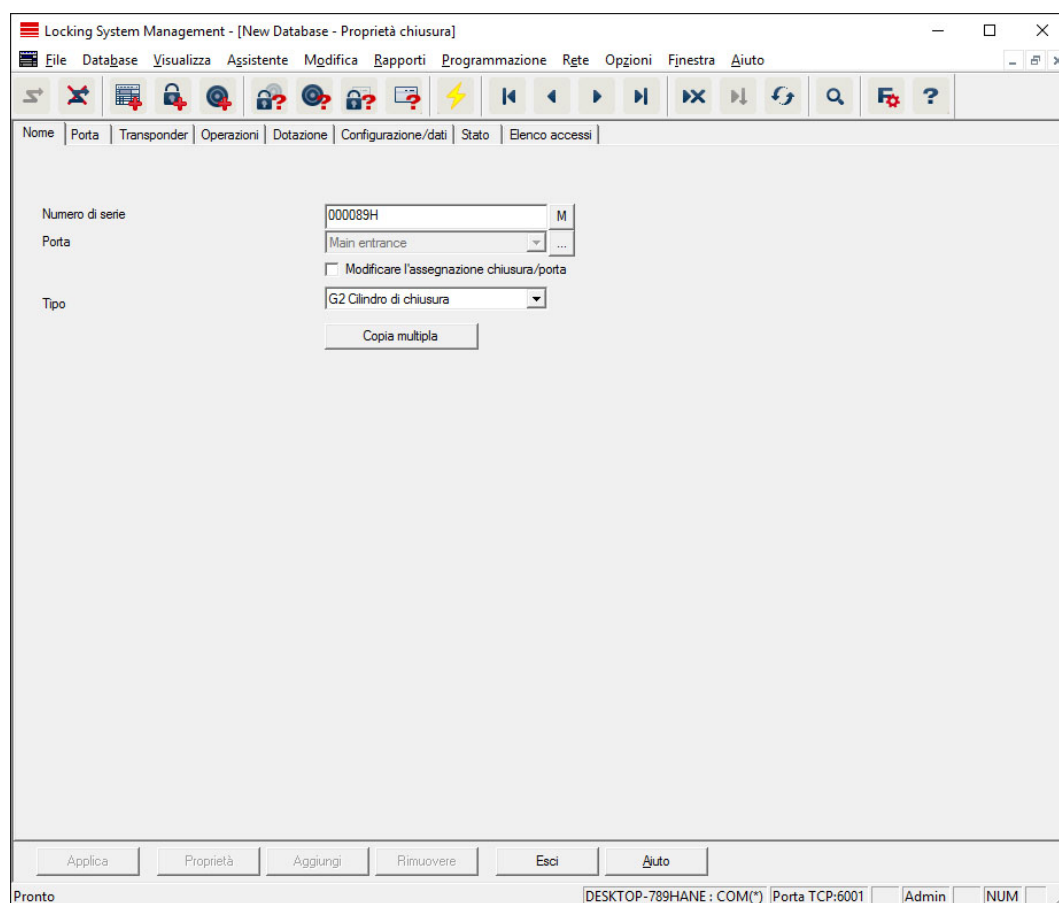 Locking System Management - [New Database - Proprietà chiusura]
File Database Visualizza Assistente Modifica Rapporti Programmazione Rete Opzioni Finestra Aiuto
Nome Porta Transponder Operazioni Dotazione Configurazione/dati Stato Elenco accessi
Numero di serie 000089H M
Porta Main entrance ...
Modificare l'assegnazione chiusura/porta
Tipo G2 Cilindro di chiusura
Copia multipla
Applica Proprietà Aggiungi Rimuovere Esci Aiuto
Pronto DESKTOP-789HANE : COM(*) Porta TCP:6001 Admin NUM